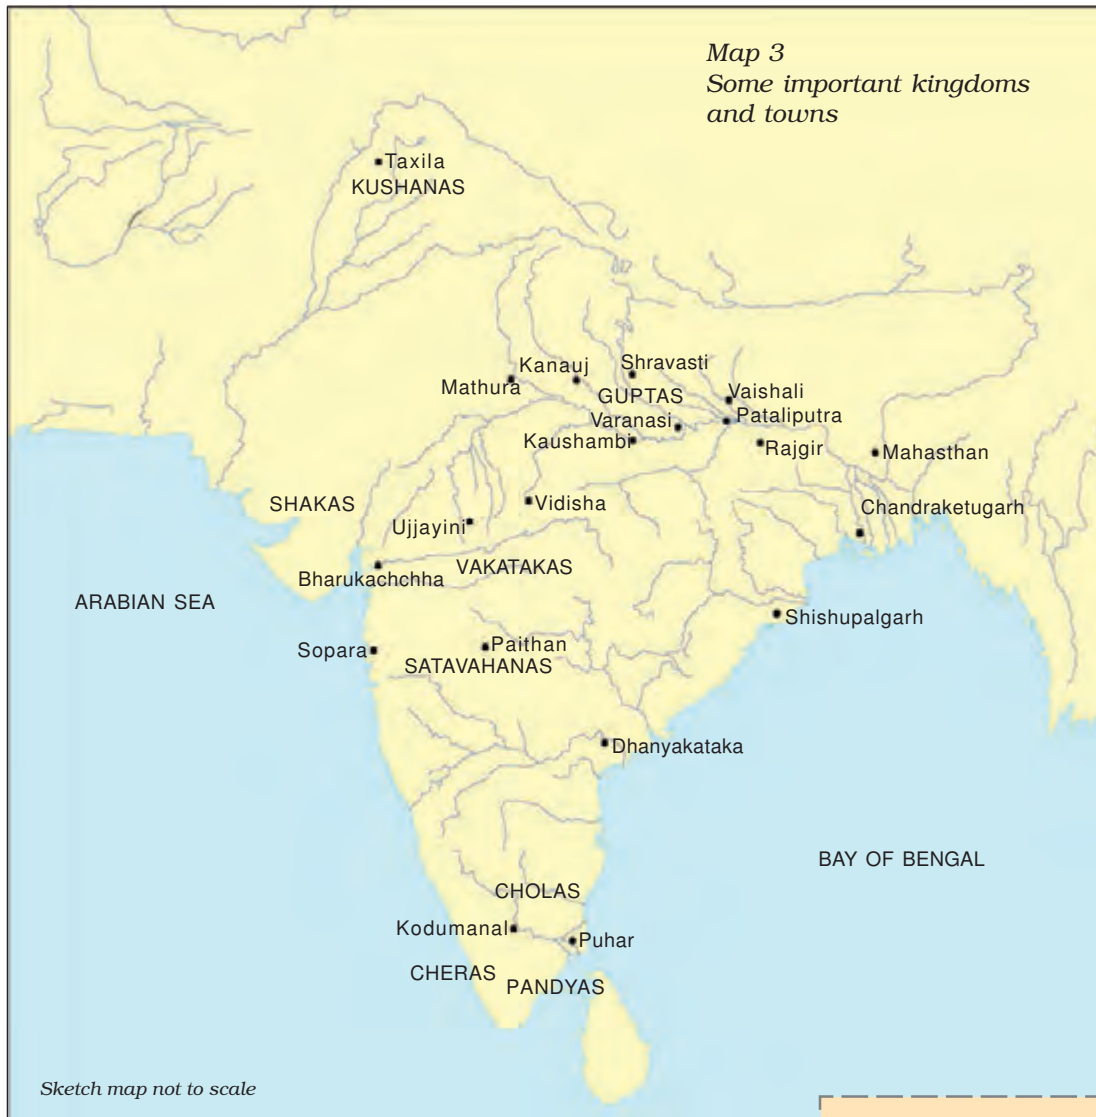 Map 3
Some important kingdoms
and towns
Taxila
KUSHANAS
Kanauj
Shravasti
Mathura
GUPTAS
Vaishali
Varanasi
Pataliputra
Kaushambi
Rajgir
Mahasthan
SHAKAS
Vidisha
Chandraketugarh
Ujjayini
Bharukachchha
VAKATAKAS
ARABIAN SEA
Shishupalgarh
Sopara
Paithan
SATAVAHANAS
Dhanyakataka
BAY OF BENGAL
CHOLAS
Kodumanal
Puhar
CHERAS
PANDYAS
Sketch map not to scale